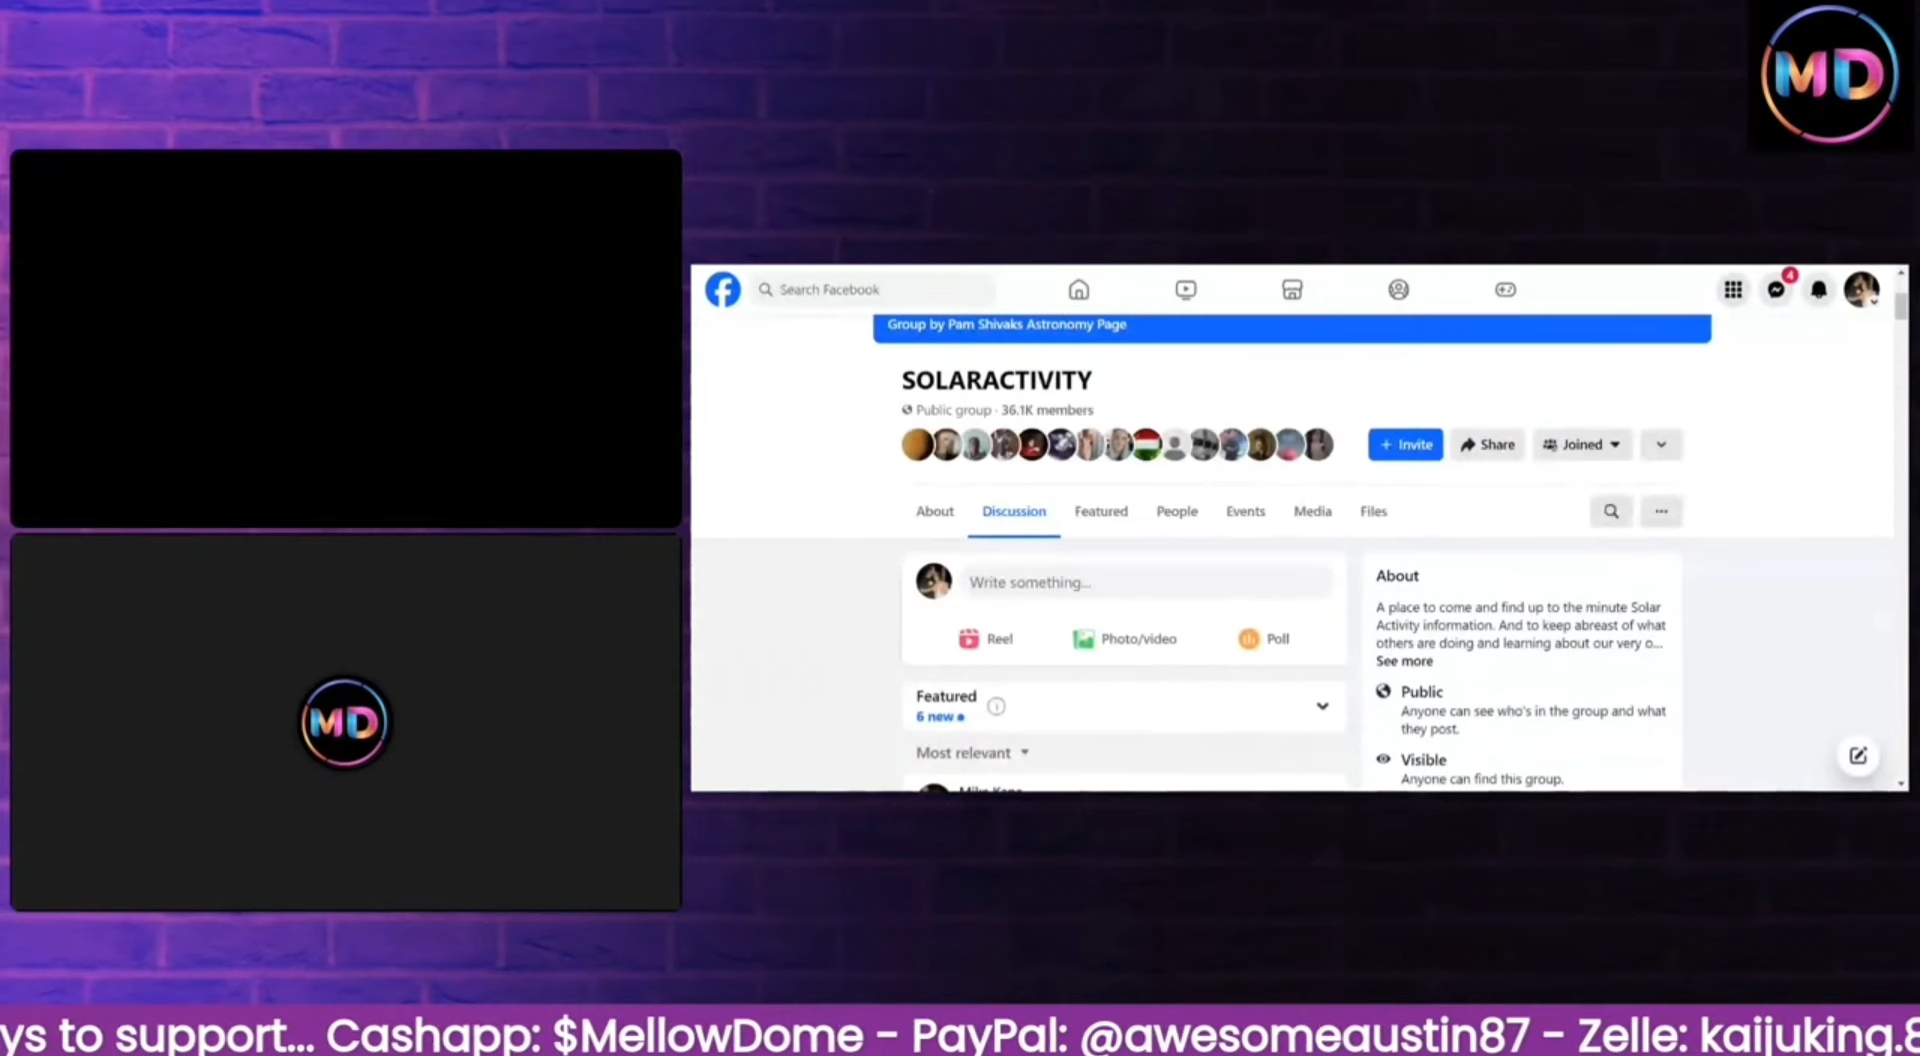 MD
MD
Search Facebook
4
Group by Pam Shivaks Astronomy Page
SOLARACTIVITY
Public group · 36.1K members
+ Invite
Share
Joined
About Discussion Featured People Events Media Files
Write something...
Reel Photo/video Poll
Featured
6 new
Most relevant
About
A place to come and find up to the minute Solar
Activity information. And to keep abreast of what
others are doing and learning about our very o...
See more
Public
Anyone can see who's in the group and what
they post.
Visible
Anyone can find this group.
ys to support... Cashapp: $MellowDome - PayPal: @awesomeaustin87 - Zelle: kaijuking.8